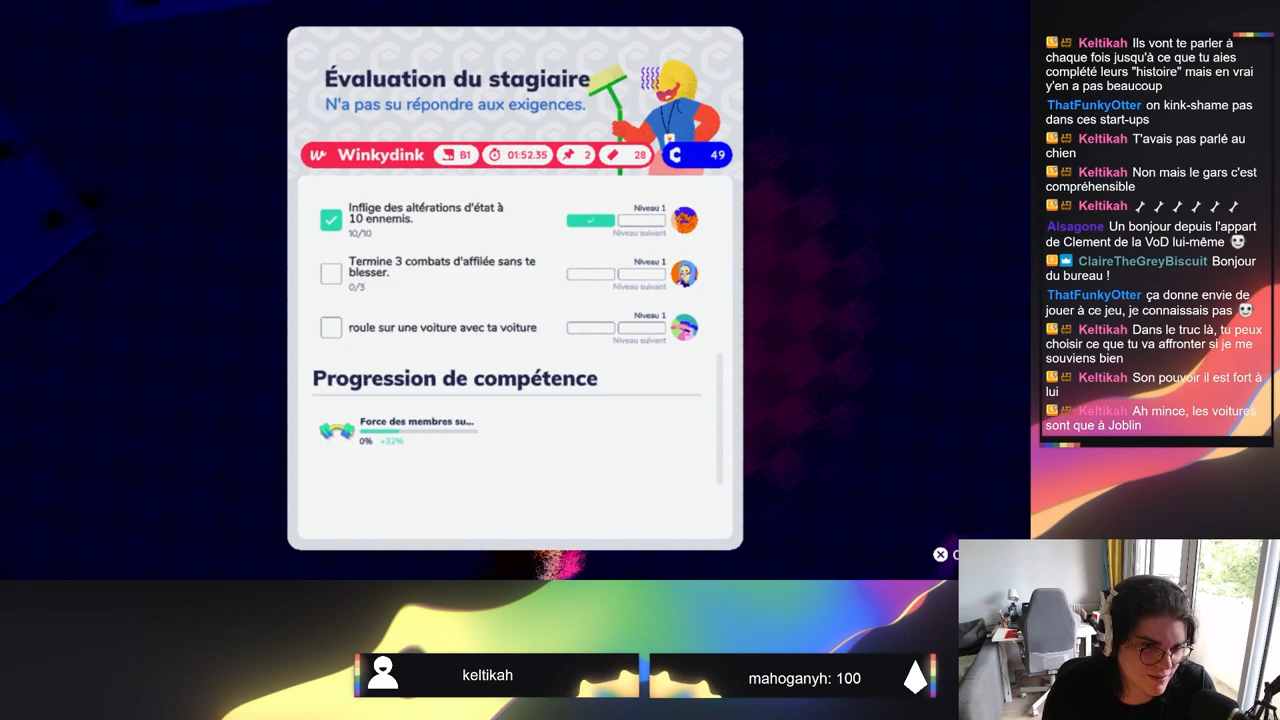 Évaluation du stagiaire
N'a pas su répondre aux exigences.
Winkydink B1 01:52.35 2 28 49
Inflige des altérations d'état à
10 ennemis.
10/10
Niveau 1
Niveau suivant
Termine 3 combats d'affilée sans te
blesser.
0/3
Niveau 1
Niveau suivant
roule sur une voiture avec ta voiture
Niveau 1
Niveau suivant
Progression de compétence
Force des membres su...
0% +32%
keltikah
mahoganyh: 100
Keltikah Ils vont te parler à
chaque fois jusqu'à ce que tu aies
complété leurs "histoire" mais en vrai
y'en a pas beaucoup
ThatFunkyOtter on kink-shame pas
dans ces start-ups
Keltikah T'avais pas parlé au
chien
Keltikah Non mais le gars c'est
compréhensible
Keltikah
Alsagone Un bonjour depuis l'appart
de Clement de la VoD lui-même
ClaireTheGreyBiscuit Bonjour
du bureau !
ThatFunkyOtter ça donne envie de
jouer a ce jeu, je connaissais pas
Keltikah Dans le truc là, tu peux
choisir ce que tu va affronter si je me
souviens bien
Keltikah Son pouvoir il est fort à
lui
Keltikah Ah mince, les voitures
sont que à Joblin